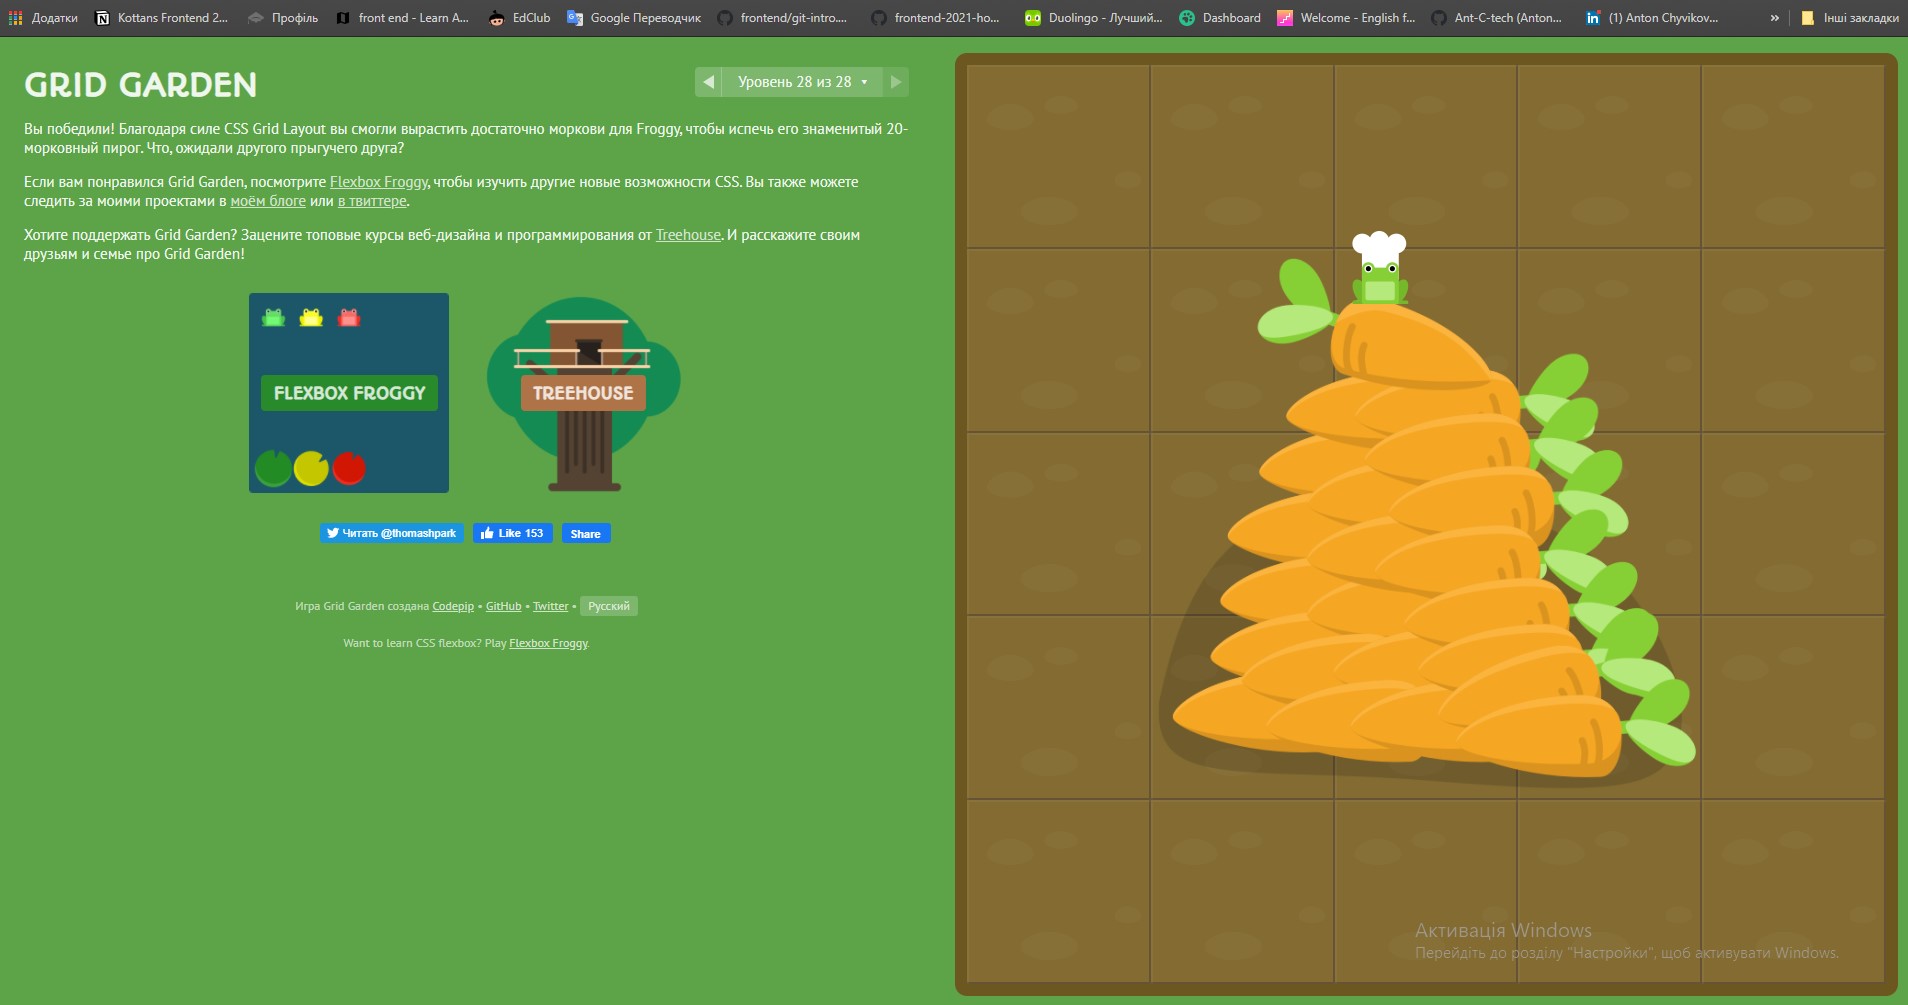 Додатки
Kottans Frontend 2...
Профіль
front end - Learn A...
EdClub
Google Переводчик
frontend/git-intro....
frontend-2021-ho...
Duolingo - Лучший...
Dashboard
Welcome - English f...
Ant-C-tech (Anton...
(1) Anton Chyvikov...
»
Інші закладки
GRID GARDEN
Уровень 28 из 28
Вы победили! Благодаря силе CSS Grid Layout вы смогли вырастить достаточно моркови для Froggy, чтобы испечь его знаменитый 20-
морковный пирог. Что, ожидали другого прыгучего друга?
Если вам понравился Grid Garden, посмотрите Flexbox Froggy, чтобы изучить другие новые возможности CSS. Вы также можете
следить за моими проектами в моём блоге или в твиттере.
Хотите поддержать Grid Garden? Зацените топовые курсы веб-дизайна и программирования от Treehouse. И расскажите своим
друзьям и семье про Grid Garden!
FLEXBOX FROGGY
TREEHOUSE
Читать @thomashpark
Like 153
Share
Игра Grid Garden создана Codepip • GitHub • Twitter • Русский
Want to learn CSS flexbox? Play Flexbox Froggy.
Активація Windows
Перейдіть до розділу "Настройки", щоб активувати Windows.